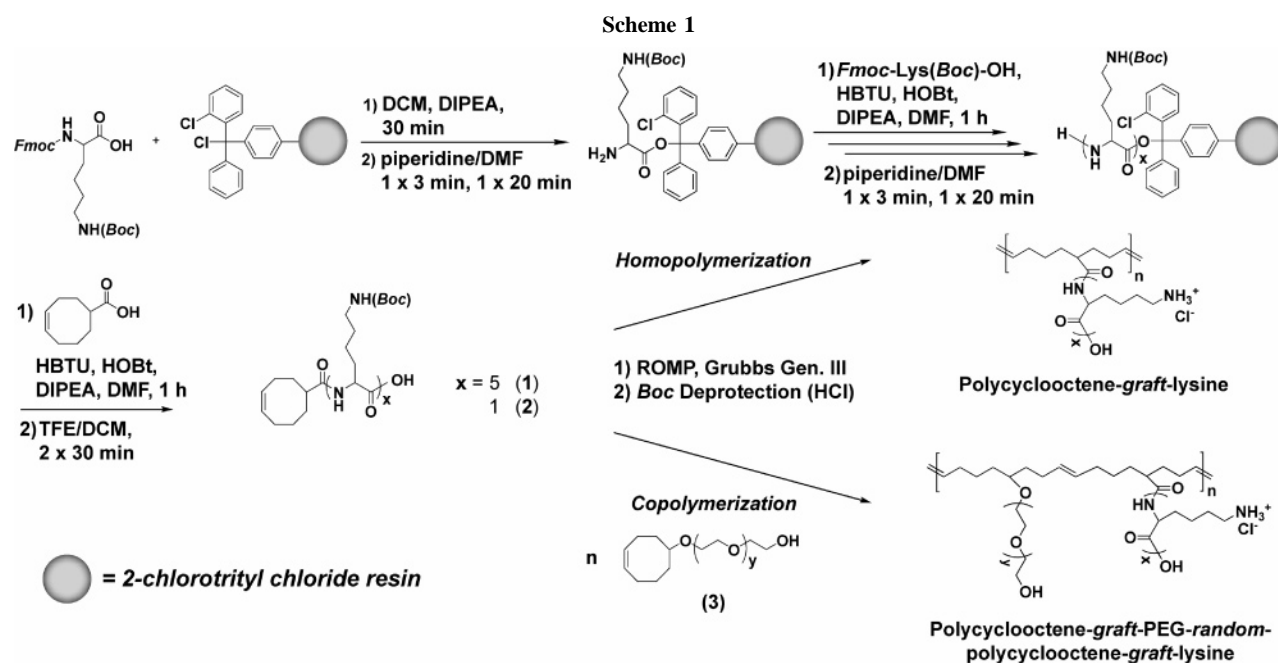 Scheme 1
NH(Boc)
Fmoc
H
N
O
OH
NH(Boc)
+
Cl
Cl
1) DCM, DIPEA,
30 min
2) piperidine/DMF
1 x 3 min, 1 x 20 min
H2N
O
O
Cl
1) Fmoc-Lys(Boc)-OH,
HBTU, HOBt,
DIPEA, DMF, 1 h
2) piperidine/DMF
1 x 3 min, 1 x 20 min
NH(Boc)
H
N
H
O
x
O
Cl
1)
O
OH
HBTU, HOBt,
DIPEA, DMF, 1 h
2) TFE/DCM,
2 x 30 min
NH(Boc)
O
N
H
O
x
OH
x = 5 (1)
1 (2)
Homopolymerization
1) ROMP, Grubbs Gen. III
2) Boc Deprotection (HCl)
Copolymerization
n
O
O
y
OH
(3)
n
O
HN
NH3+
Cl-
O
x
OH
Polycyclooctene-graft-lysine
n
O
O
y
OH
O
HN
NH3+
Cl-
O
x
OH
Polycyclooctene-graft-PEG-random-
polycyclooctene-graft-lysine
= 2-chlorotrityl chloride resin